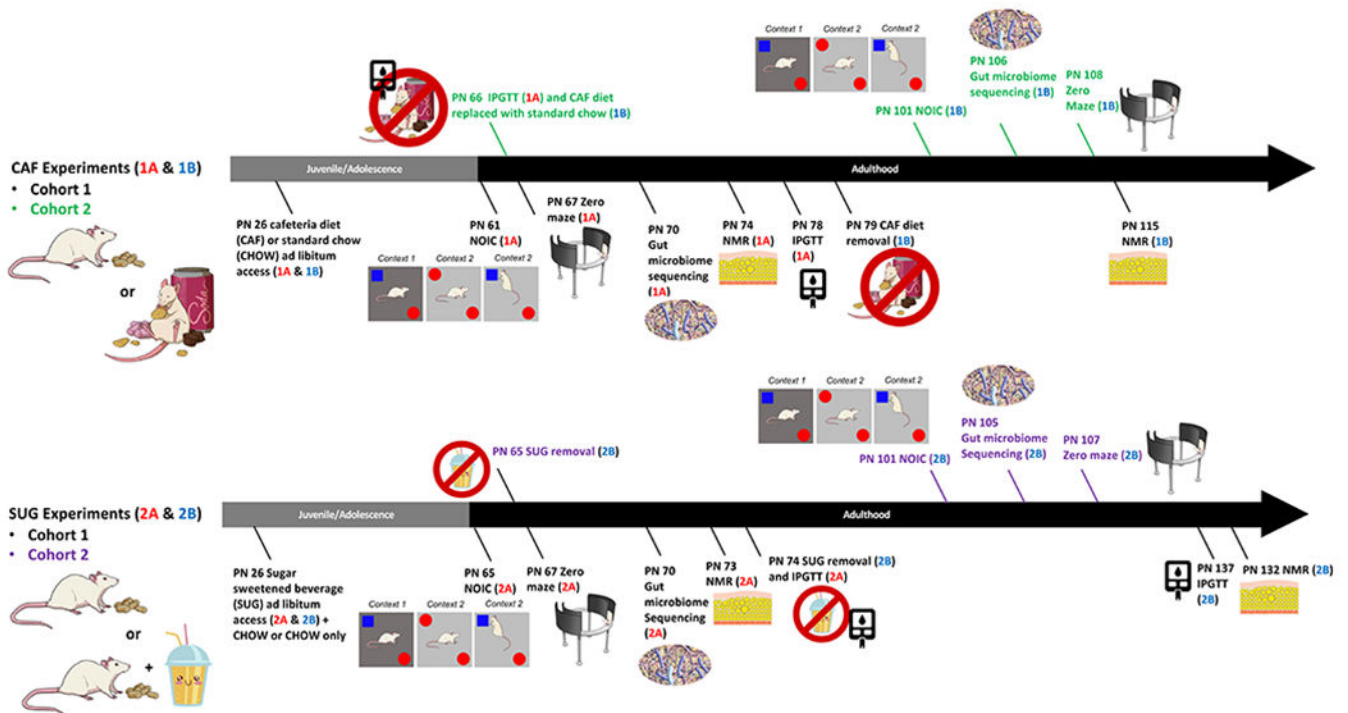 Context 1 Context 2 Context 2
PN 106
Gut microbiome
sequencing (1B)
PN 108
Zero
Maze (1B)
PN 66 IPGTT (1A) and CAF diet
replaced with standard chow (1B)
PN 101 NOIC (1B)
CAF Experiments (1A & 1B)
• Cohort 1
• Cohort 2
Juvenile/Adolescence
Adulthood
or
Soda
PN 26 cafeteria diet
(CAF) or standard chow
(CHOW) ad libitum
access (1A & 1B)
PN 61
NOIC (1A)
Context 1 Context 2 Context 2
PN 67 Zero
maze (1A)
PN 70
Gut
microbiome
sequencing
(1A)
PN 74
NMR (1A)
PN 78
IPGTT
(1A)
PN 79 CAF diet
removal (1B)
PN 115
NMR (1B)
Context 1 Context 2 Context 2
PN 105
Gut microbiome
Sequencing (2B)
PN 107
Zero maze (2B)
PN 65 SUG removal (2B)
PN 101 NOIC (2B)
SUG Experiments (2A & 2B)
• Cohort 1
• Cohort 2
Juvenile/Adolescence
Adulthood
or
+
PN 26 Sugar
sweetened beverage
(SUG) ad libitum
access (2A & 2B) +
CHOW or CHOW only
PN 65
NOIC (2A)
Context 1 Context 2 Context 2
PN 67 Zero
maze (2A)
PN 70
Gut
microbiome
Sequencing
(2A)
PN 73
NMR (2A)
PN 74 SUG removal (2B)
and IPGTT (2A)
PN 137
IPGTT
(2B)
PN 132 NMR (2B)